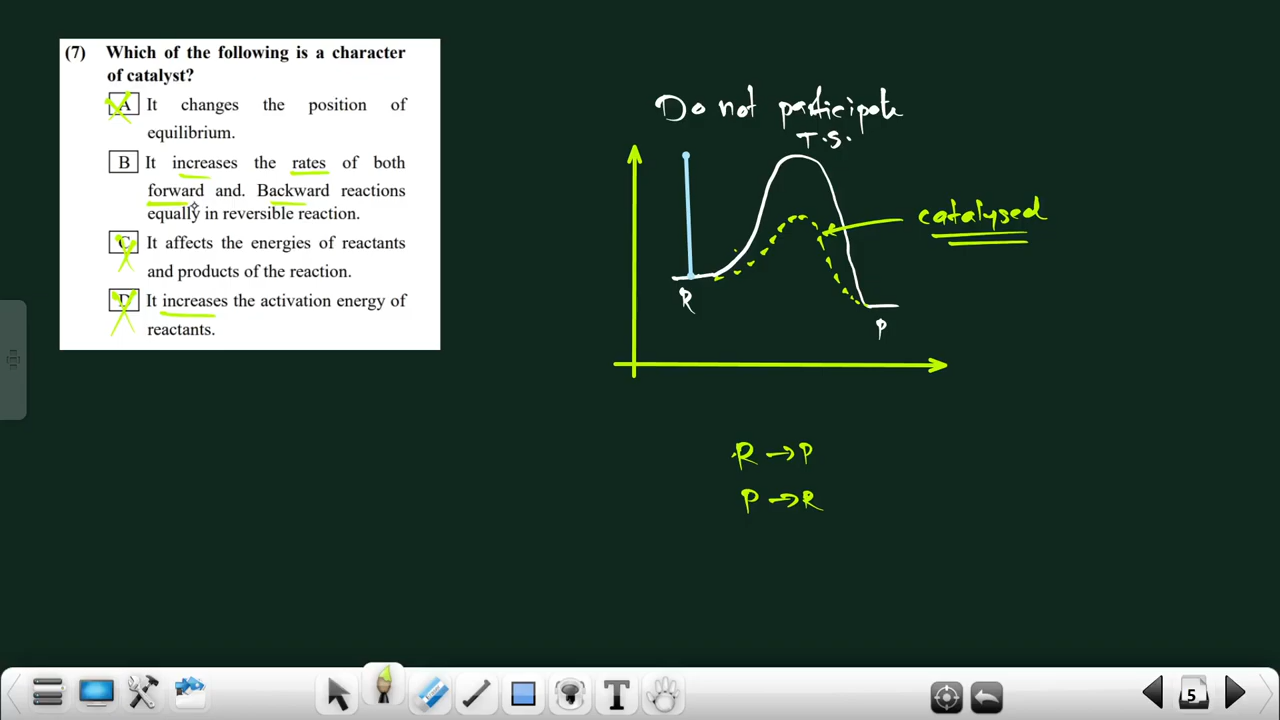 (7) Which of the following is a character
of catalyst?
A It changes the position of
equilibrium.
B It increases the rates of both
forward and. Backward reactions
equally in reversible reaction.
C It affects the energies of reactants
and products of the reaction.
D It increases the activation energy of
reactants.
Do not participate
T.S.
catalysed
R
P
R → P
P → R
T
5